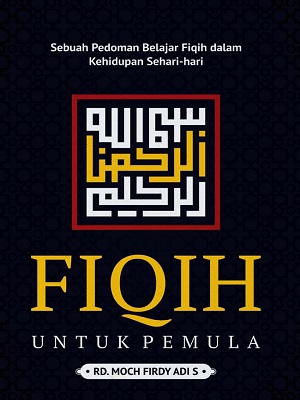 Sebuah Pedoman Belajar Fiqih dalam
Kehidupan Sehari-hari
بسم الله
الرحمن
الرحيم
FIQIH
UNTUK PEMULA
• RD. MOCH FIRDY ADI S •